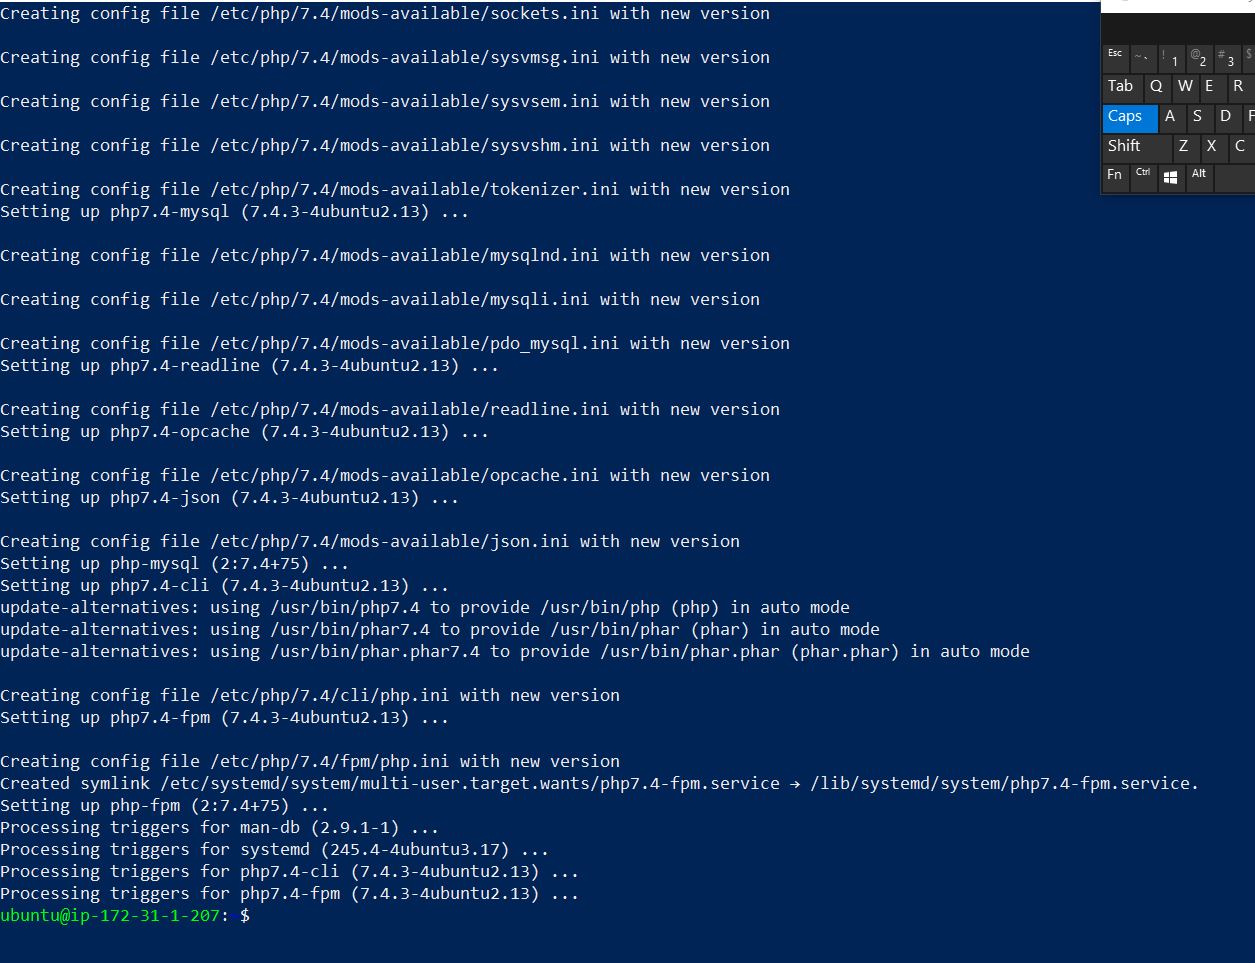 Creating config file /etc/php/7.4/mods-available/sockets.ini with new version
Creating config file /etc/php/7.4/mods-available/sysvmsg.ini with new version
Creating config file /etc/php/7.4/mods-available/sysvsem.ini with new version
Creating config file /etc/php/7.4/mods-available/sysvshm.ini with new version
Creating config file /etc/php/7.4/mods-available/tokenizer.ini with new version
Setting up php7.4-mysql (7.4.3-4ubuntu2.13) ...
Creating config file /etc/php/7.4/mods-available/mysqlnd.ini with new version
Creating config file /etc/php/7.4/mods-available/mysqli.ini with new version
Creating config file /etc/php/7.4/mods-available/pdo_mysql.ini with new version
Setting up php7.4-readline (7.4.3-4ubuntu2.13) ...
Creating config file /etc/php/7.4/mods-available/readline.ini with new version
Setting up php7.4-opcache (7.4.3-4ubuntu2.13) ...
Creating config file /etc/php/7.4/mods-available/opcache.ini with new version
Setting up php7.4-json (7.4.3-4ubuntu2.13) ...
Creating config file /etc/php/7.4/mods-available/json.ini with new version
Setting up php-mysql (2:7.4+75) ...
Setting up php7.4-cli (7.4.3-4ubuntu2.13) ...
update-alternatives: using /usr/bin/php7.4 to provide /usr/bin/php (php) in auto mode
update-alternatives: using /usr/bin/phar7.4 to provide /usr/bin/phar (phar) in auto mode
update-alternatives: using /usr/bin/phar.phar7.4 to provide /usr/bin/phar.phar (phar.phar) in auto mode
Creating config file /etc/php/7.4/cli/php.ini with new version
Setting up php7.4-fpm (7.4.3-4ubuntu2.13) ...
Creating config file /etc/php/7.4/fpm/php.ini with new version
Created symlink /etc/systemd/system/multi-user.target.wants/php7.4-fpm.service → /lib/systemd/system/php7.4-fpm.service.
Setting up php-fpm (2:7.4+75) ...
Processing triggers for man-db (2.9.1-1) ...
Processing triggers for systemd (245.4-4ubuntu3.17) ...
Processing triggers for php7.4-cli (7.4.3-4ubuntu2.13) ...
Processing triggers for php7.4-fpm (7.4.3-4ubuntu2.13) ...
ubuntu@ip-172-31-1-207: $
Esc ~ ` ! 1 @ 2 # 3 $
Tab Q W E R
Caps A S D F
Shift Z X C
Fn Ctrl Alt